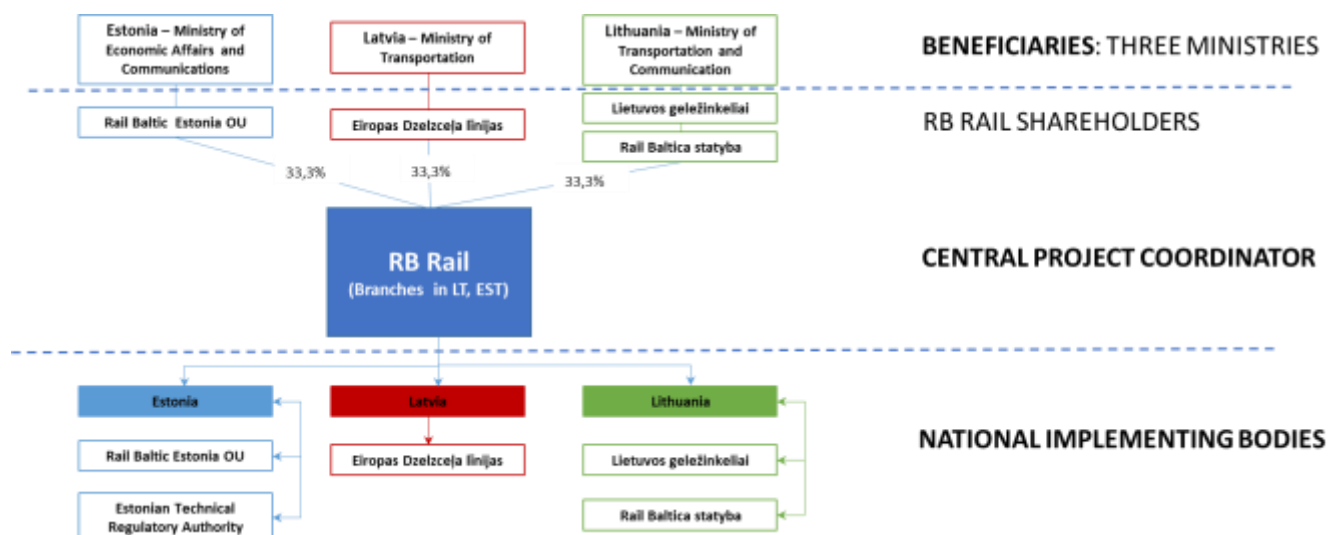 Estonia – Ministry of
Economic Affairs and
Communications
Latvia – Ministry of
Transportation
Lithuania – Ministry of
Transportation and
Communication
BENEFICIARIES: THREE MINISTRIES
Rail Baltic Estonia OU
Eiropas Dzelzceļa līnijas
Lietuvos geležinkeliai
Rail Baltica statyba
RB RAIL SHAREHOLDERS
33,3%
33,3%
33,3%
RB Rail
(Branches in LT, EST)
CENTRAL PROJECT COORDINATOR
Estonia
Latvia
Lithuania
Rail Baltic Estonia OU
Eiropas Dzelzceļa līnijas
Lietuvos geležinkeliai
NATIONAL IMPLEMENTING BODIES
Estonian Technical
Regulatory Authority
Rail Baltica statyba